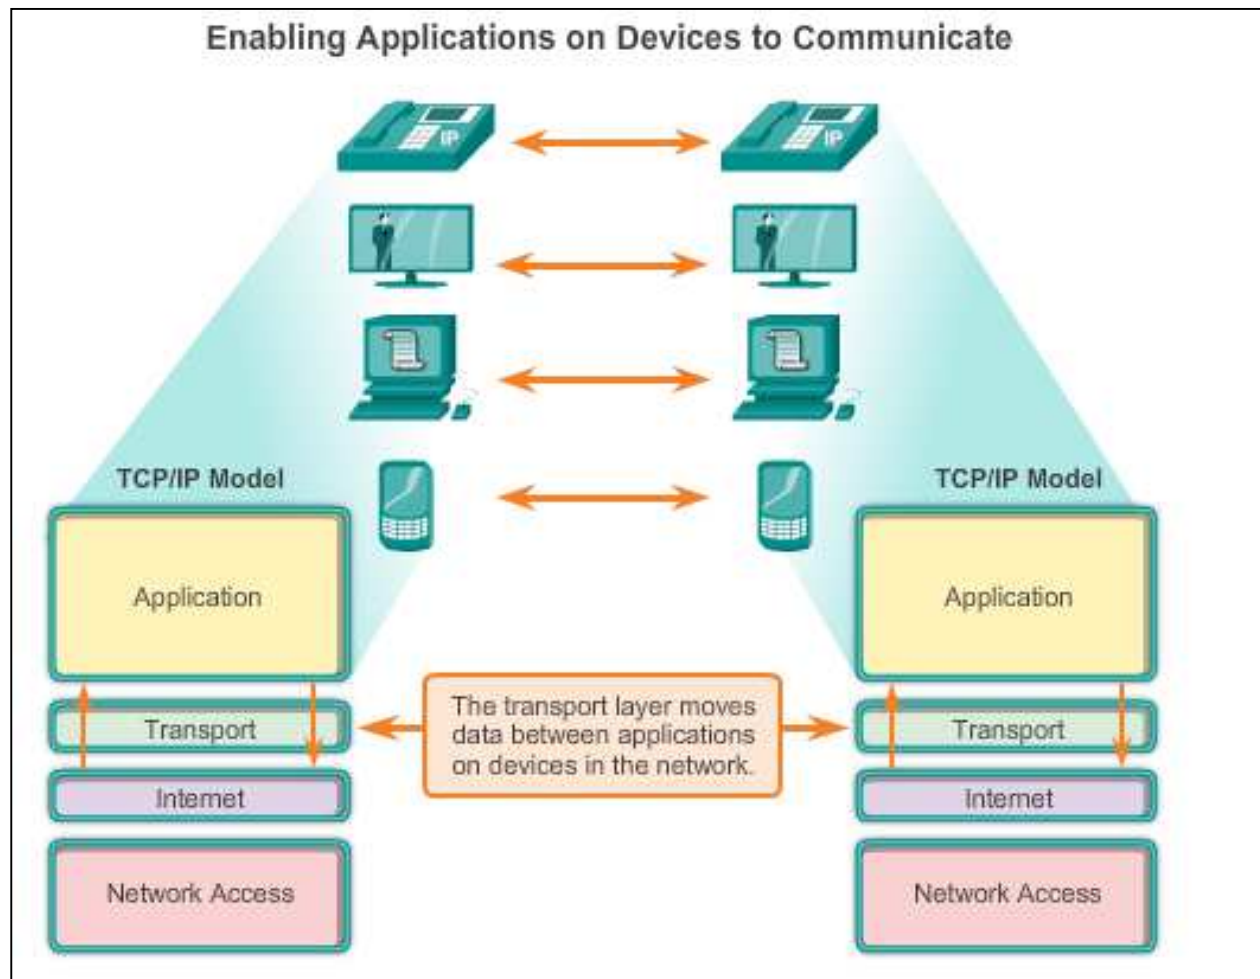 Enabling Applications on Devices to Communicate
IP
IP
TCP/IP Model
TCP/IP Model
Application
Application
The transport layer moves
data between applications
on devices in the network.
Transport
Transport
Internet
Internet
Network Access
Network Access